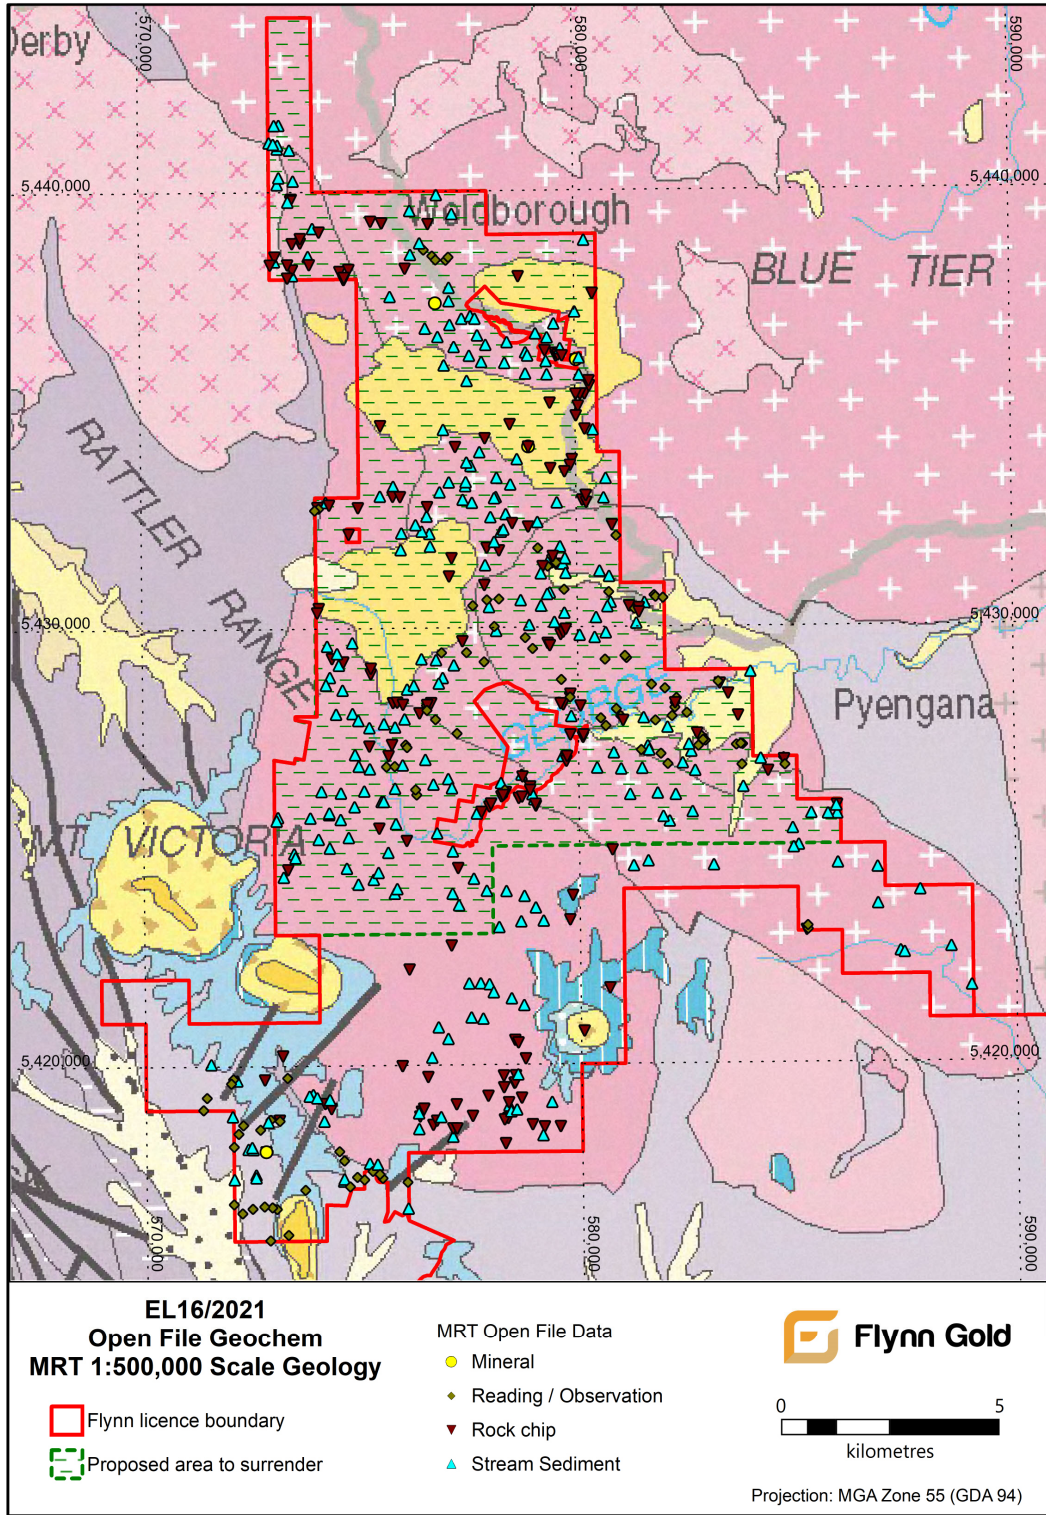 Derby
570,000
580,000
590,000
5,440,000
5,440,000
Weldborough
BLUE TIER
RATTLER RANGE
5,430,000
5,430,000
GEORGE
Pyengana
MT VICTORIA
5,420,000
5,420,000
570,000
580,000
590,000
EL16/2021
Open File Geochem
MRT 1:500,000 Scale Geology
Flynn licence boundary
Proposed area to surrender
MRT Open File Data
Mineral
Reading / Observation
Rock chip
Stream Sediment
Flynn Gold
0 5
kilometres
Projection: MGA Zone 55 (GDA 94)